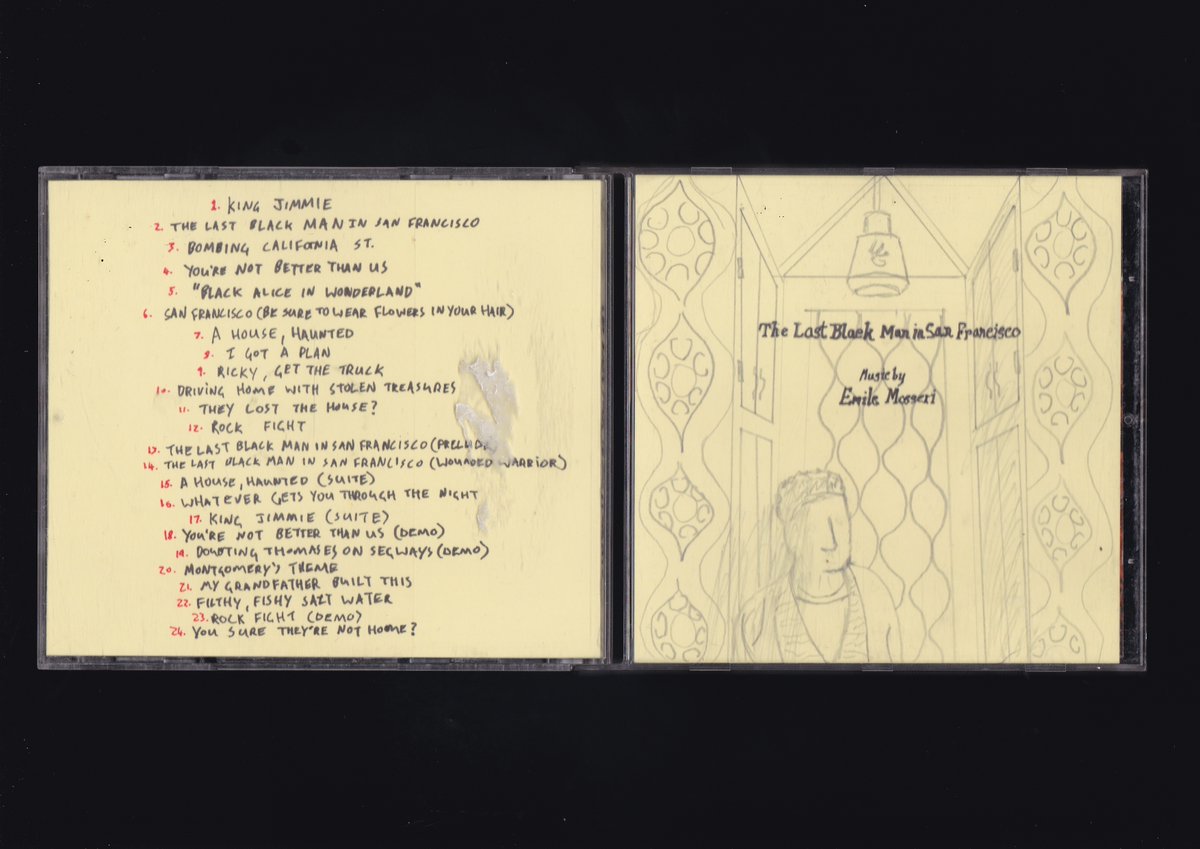 1. KING JIMMIE
2. THE LAST BLACK MAN IN SAN FRANCISCO
3. BOMBING CALIFORNIA ST.
4. YOU'RE NOT BETTER THAN US
5. "BLACK ALICE IN WONDERLAND"
6. SAN FRANCISCO (BE SURE TO WEAR FLOWERS IN YOUR HAIR)
7. A HOUSE, HAUNTED
8. I GOT A PLAN
9. RICKY, GET THE TRUCK
10. DRIVING HOME WITH STOLEN TREASURES
11. THEY LOST THE HOUSE?
12. ROCK FIGHT
13. THE LAST BLACK MAN IN SAN FRANCISCO (PRELUDE
14. THE LAST BLACK MAN IN SAN FRANCISCO (WOUNDED WARRIOR)
15. A HOUSE, HAUNTED (SUITE)
16. WHATEVER GETS YOU THROUGH THE NIGHT
17. KING JIMMIE (SUITE)
18. YOU'RE NOT BETTER THAN US (DEMO)
19. DOUBTING THOMASES ON SEGWAYS (DEMO)
20. MONTGOMERY'S THEME
21. MY GRANDFATHER BUILT THIS
22. FILTHY, FISHY SALT WATER
23. ROCK FIGHT (DEMO)
24. YOU SURE THEY'RE NOT HOME?
The Last Black Man in San Francisco
Music by
Emile Mosseri